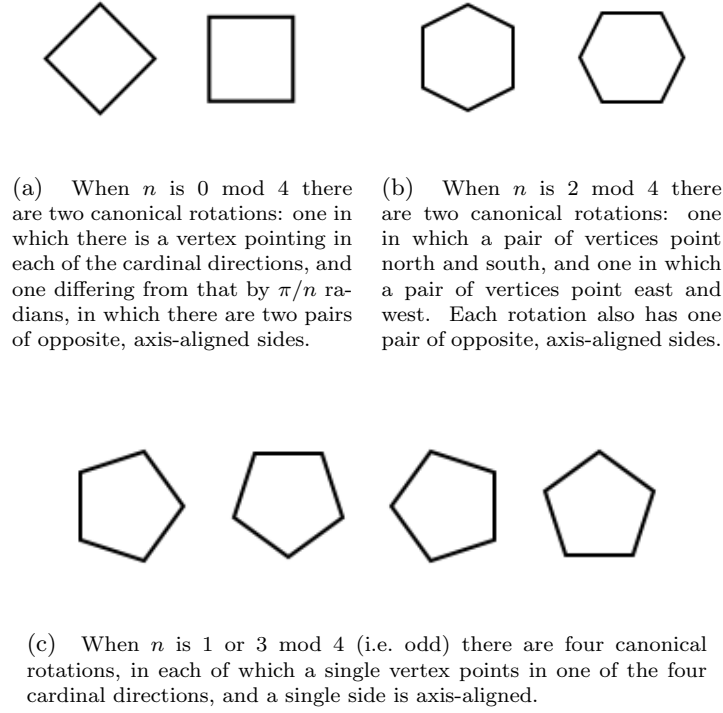 (a) When n is 0 mod 4 there
are two canonical rotations: one in
which there is a vertex pointing in
each of the cardinal directions, and
one differing from that by π/n ra-
dians, in which there are two pairs
of opposite, axis-aligned sides.
(b) When n is 2 mod 4 there
are two canonical rotations: one
in which a pair of vertices point
north and south, and one in which
a pair of vertices point east and
west. Each rotation also has one
pair of opposite, axis-aligned sides.
(c) When n is 1 or 3 mod 4 (i.e. odd) there are four canonical
rotations, in each of which a single vertex points in one of the four
cardinal directions, and a single side is axis-aligned.